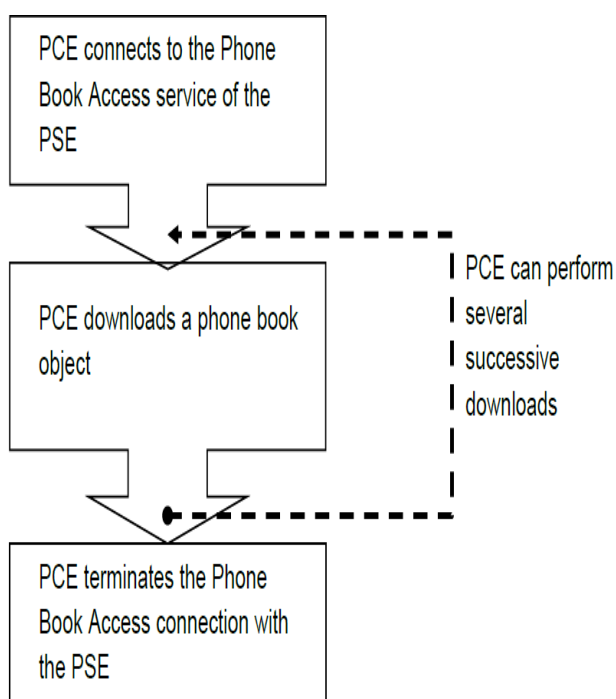 PCE connects to the Phone
Book Access service of the
PSE
PCE downloads a phone book
object
PCE can perform
several
successive
downloads
PCE terminates the Phone
Book Access connection with
the PSE